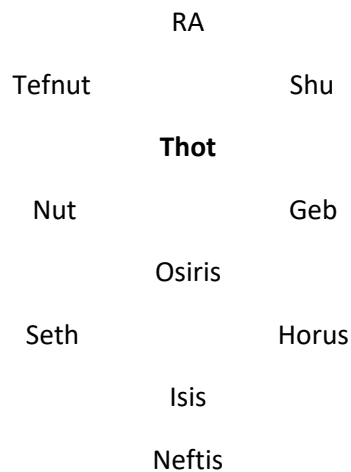 RA
Tefnut Shu
Thot
Nut Geb
Osiris
Seth Horus
Isis
Neftis